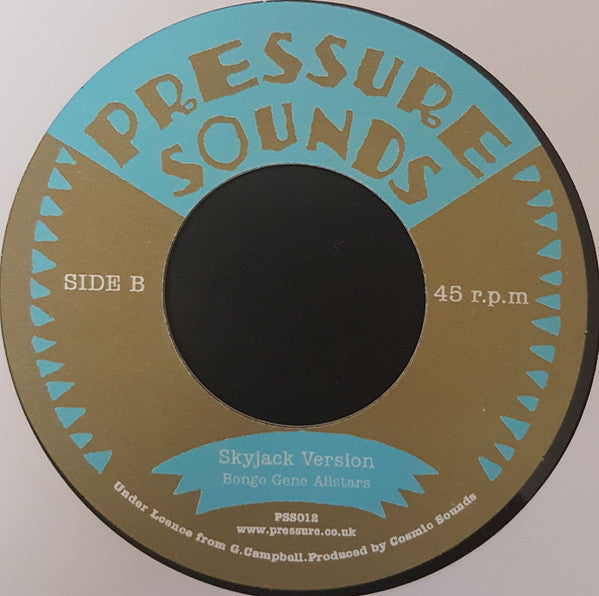 PRESSURE
SOUNDS
SIDE B
45 r.p.m
Skyjack Version
Bongo Gene Allstars
PSS012
www.pressure.co.uk
Under Lcence from G.Campbell.Produced by Cosmic Sounds